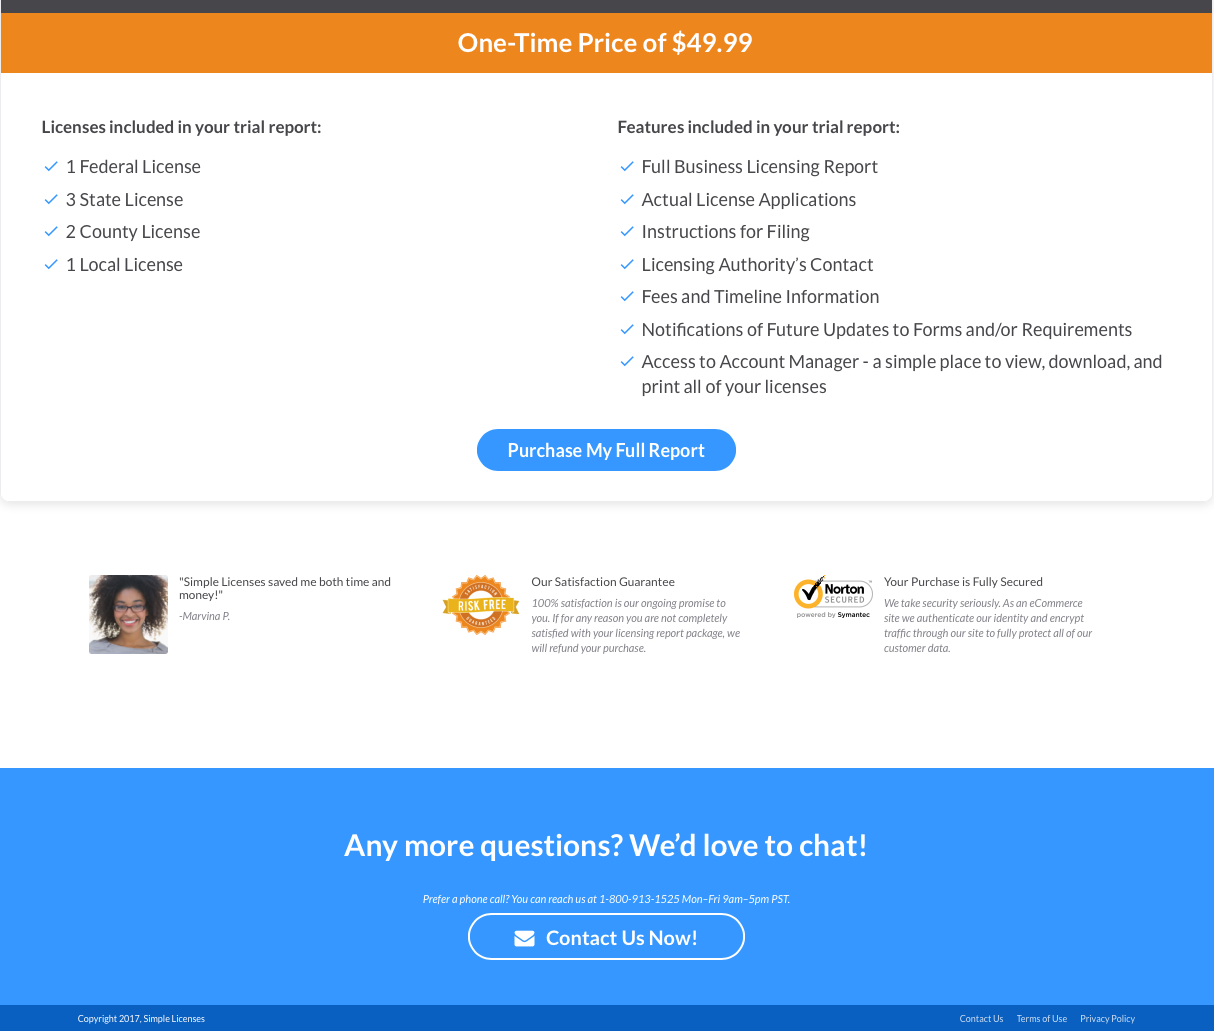 One-Time Price of $49.99
Licenses included in your trial report:
1 Federal License
3 State License
2 County License
1 Local License
Features included in your trial report:
Full Business Licensing Report
Actual License Applications
Instructions for Filing
Licensing Authority's Contact
Fees and Timeline Information
Notifications of Future Updates to Forms and/or Requirements
Access to Account Manager - a simple place to view, download, and
print all of your licenses
Purchase My Full Report
"Simple Licenses saved me both time and
money!"
-Marvina P.
SATISFACTION
RISK FREE
GUARANTEE
Our Satisfaction Guarantee
100% satisfaction is our ongoing promise to
you. If for any reason you are not completely
satisfied with your licensing report package, we
will refund your purchase.
Norton
SECURED
powered by Symantec
Your Purchase is Fully Secured
We take security seriously. As an eCommerce
site we authenticate our identity and encrypt
traffic through our site to fully protect all of our
customer data.
Any more questions? We'd love to chat!
Prefer a phone call? You can reach us at 1-800-913-1525 Mon–Fri 9am–5pm PST.
Contact Us Now!
Copyright 2017, Simple Licenses
Contact Us Terms of Use Privacy Policy